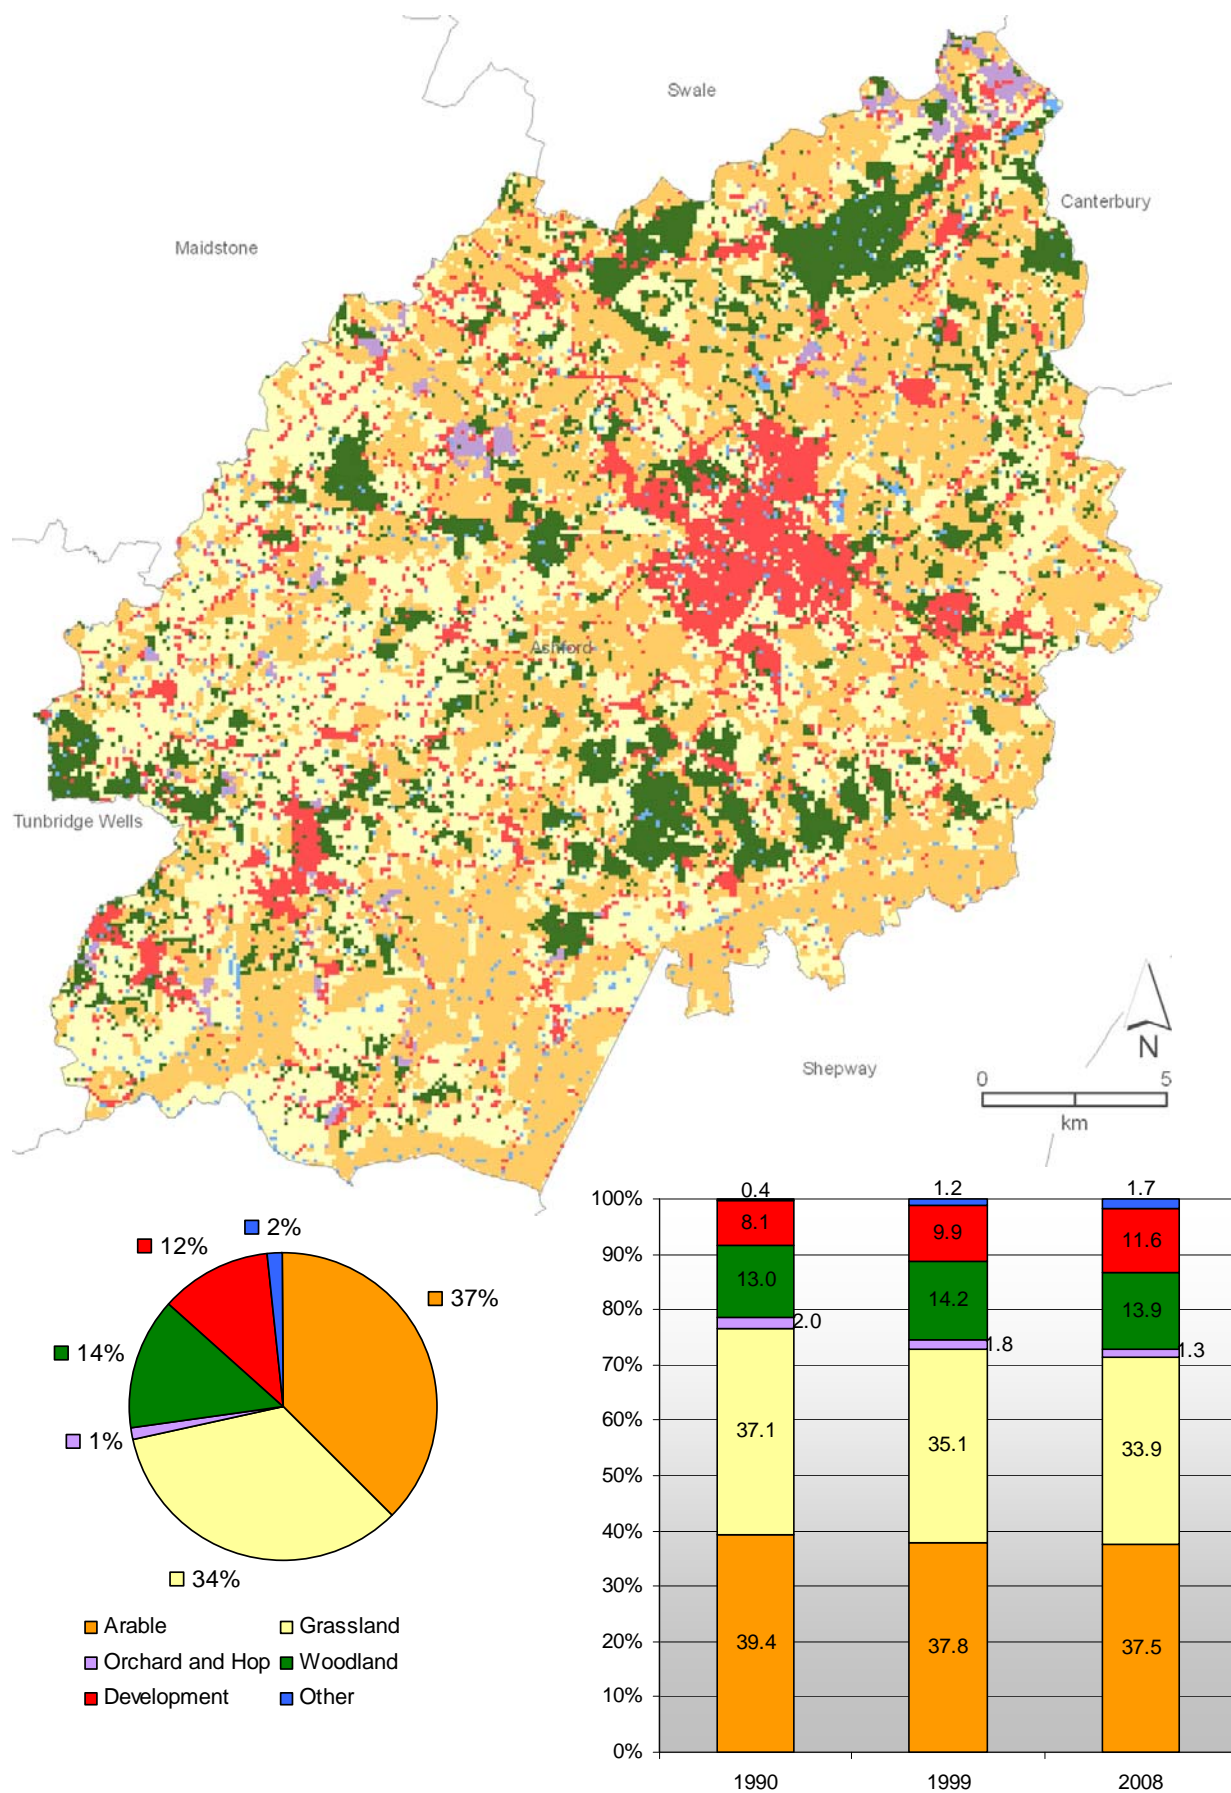 Swale
Canterbury
Maidstone
Ashford
Tunbridge Wells
Shepway
N
0 5
km
2%
12%
37%
14%
1%
34%
Arable
Grassland
Orchard and Hop
Woodland
Development
Other
100%
90%
80%
70%
60%
50%
40%
30%
20%
10%
0%
0.4
8.1
13.0
2.0
37.1
39.4
1.2
9.9
14.2
1.8
35.1
37.8
1.7
11.6
13.9
1.3
33.9
37.5
1990
1999
2008